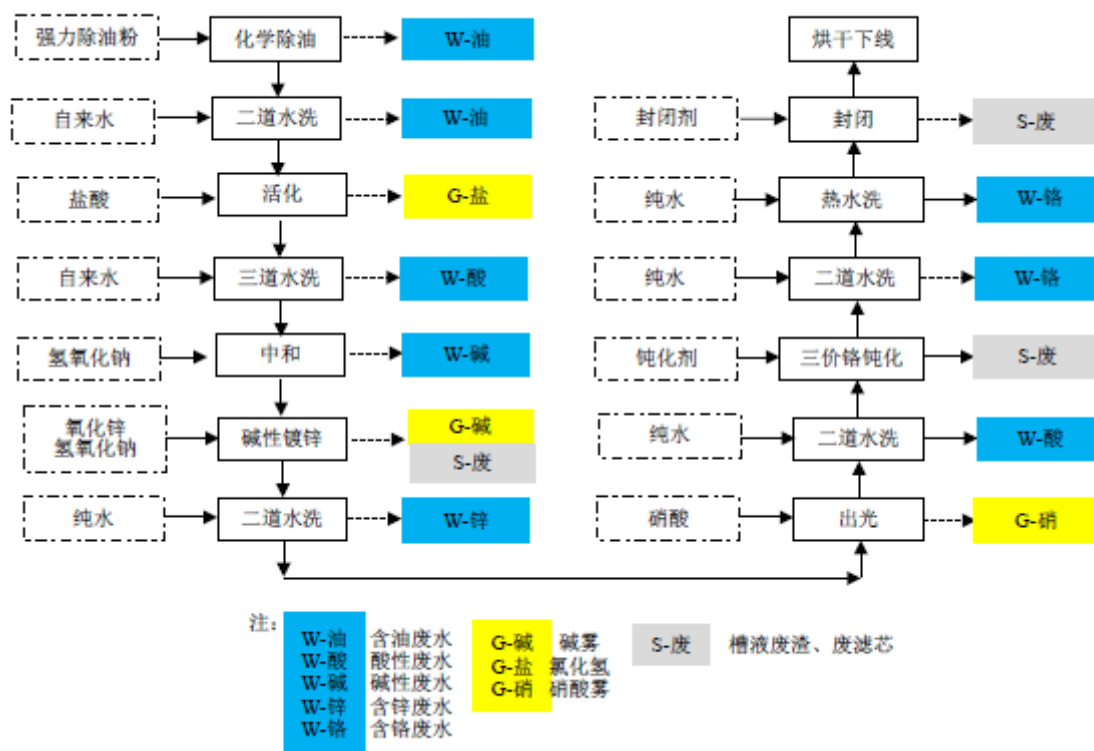 强力除油粉 化学除油 W-油
自来水 二道水洗 W-油
盐酸 活化 G-盐
自来水 三道水洗 W-酸
氢氧化钠 中和 W-碱
氧化锌
氢氧化钠
碱性镀锌
G-碱
S-废
纯水 二道水洗 W-锌
烘干下线
封闭剂 封闭 S-废
纯水 热水洗 W-铬
纯水 二道水洗 W-铬
钝化剂 三价铬钝化 S-废
纯水 二道水洗 W-酸
硝酸 出光 G-硝
注：
W-油 含油废水
W-酸 酸性废水
W-碱 碱性废水
W-锌 含锌废水
W-铬 含铬废水
G-碱 碱雾
G-盐 氯化氢
G-硝 硝酸雾
S-废 槽液废渣、废滤芯